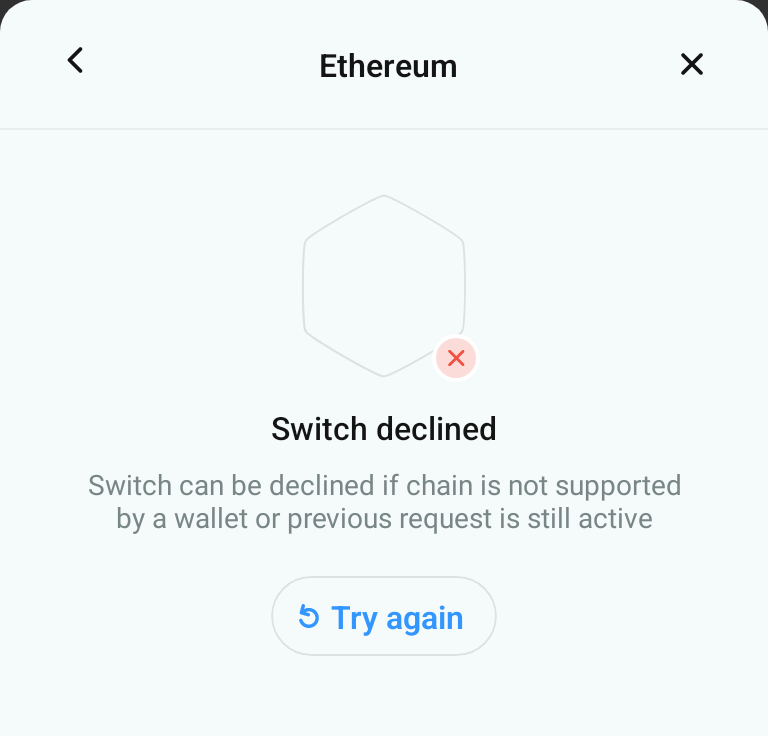 Ethereum
Switch declined
Switch can be declined if chain is not supported
by a wallet or previous request is still active
Try again